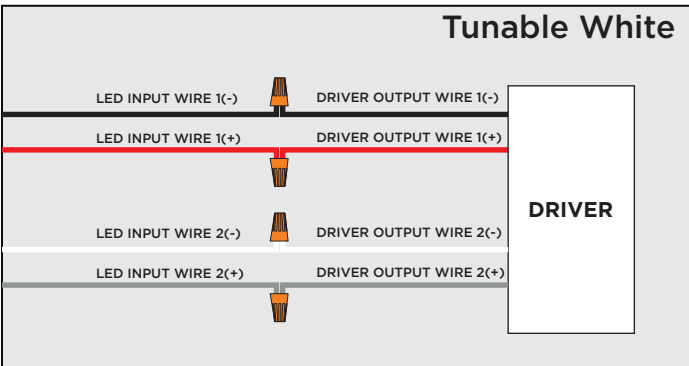 Tunable White
LED INPUT WIRE 1(-) DRIVER OUTPUT WIRE 1(-)
LED INPUT WIRE 1(+) DRIVER OUTPUT WIRE 1(+)
DRIVER
LED INPUT WIRE 2(-) DRIVER OUTPUT WIRE 2(-)
LED INPUT WIRE 2(+) DRIVER OUTPUT WIRE 2(+)